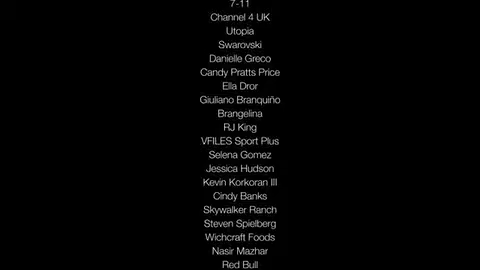 7-11
Channel 4 UK
Utopia
Swarovski
Danielle Greco
Candy Pratts Price
Ella Dror
Giuliano Branquiño
Brangelina
RJ King
VFILES Sport Plus
Selena Gomez
Jessica Hudson
Kevin Korkoran III
Cindy Banks
Skywalker Ranch
Steven Spielberg
Wichcraft Foods
Nasir Mazhar
Red Bull